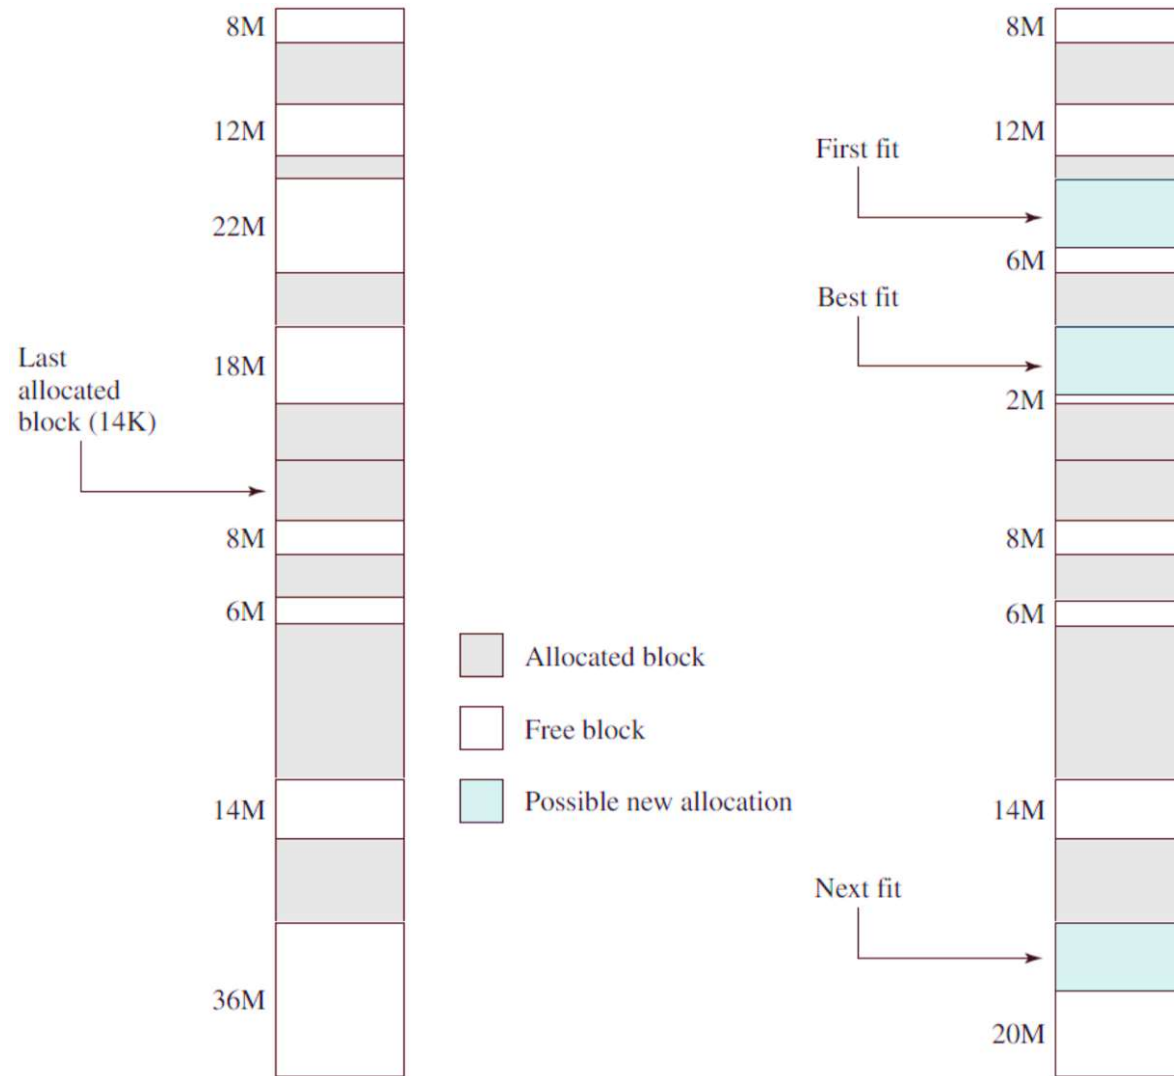 8M
12M
22M
18M
Last
allocated
block (14K)
8M
6M
14M
36M
Allocated block
Free block
Possible new allocation
8M
12M
First fit
6M
Best fit
2M
8M
6M
14M
Next fit
20M